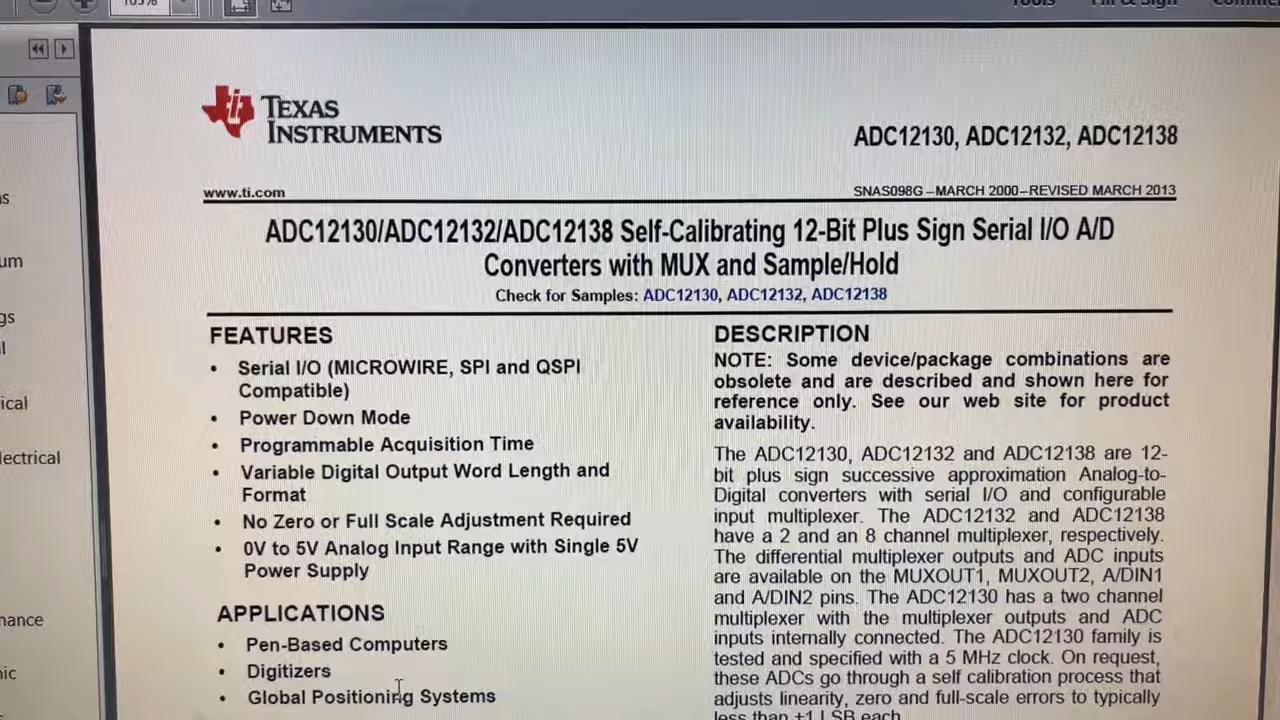 105%
Tools
Fill & Sign
TEXAS
INSTRUMENTS
ADC12130, ADC12132, ADC12138
www.ti.com
SNAS098G –MARCH 2000–REVISED MARCH 2013
ADC12130/ADC12132/ADC12138 Self-Calibrating 12-Bit Plus Sign Serial I/O A/D
Converters with MUX and Sample/Hold
Check for Samples: ADC12130, ADC12132, ADC12138
FEATURES
• Serial I/O (MICROWIRE, SPI and QSPI
Compatible)
• Power Down Mode
• Programmable Acquisition Time
• Variable Digital Output Word Length and
Format
• No Zero or Full Scale Adjustment Required
• 0V to 5V Analog Input Range with Single 5V
Power Supply
APPLICATIONS
• Pen-Based Computers
• Digitizers
• Global Positioning Systems
DESCRIPTION
NOTE: Some device/package combinations are
obsolete and are described and shown here for
reference only. See our web site for product
availability.
The ADC12130, ADC12132 and ADC12138 are 12-
bit plus sign successive approximation Analog-to-
Digital converters with serial I/O and configurable
input multiplexer. The ADC12132 and ADC12138
have a 2 and an 8 channel multiplexer, respectively.
The differential multiplexer outputs and ADC inputs
are available on the MUXOUT1, MUXOUT2, A/DIN1
and A/DIN2 pins. The ADC12130 has a two channel
multiplexer with the multiplexer outputs and ADC
inputs internally connected. The ADC12130 family is
tested and specified with a 5 MHz clock. On request,
these ADCs go through a self calibration process that
adjusts linearity, zero and full-scale errors to typically
less than ±1 LSB each.